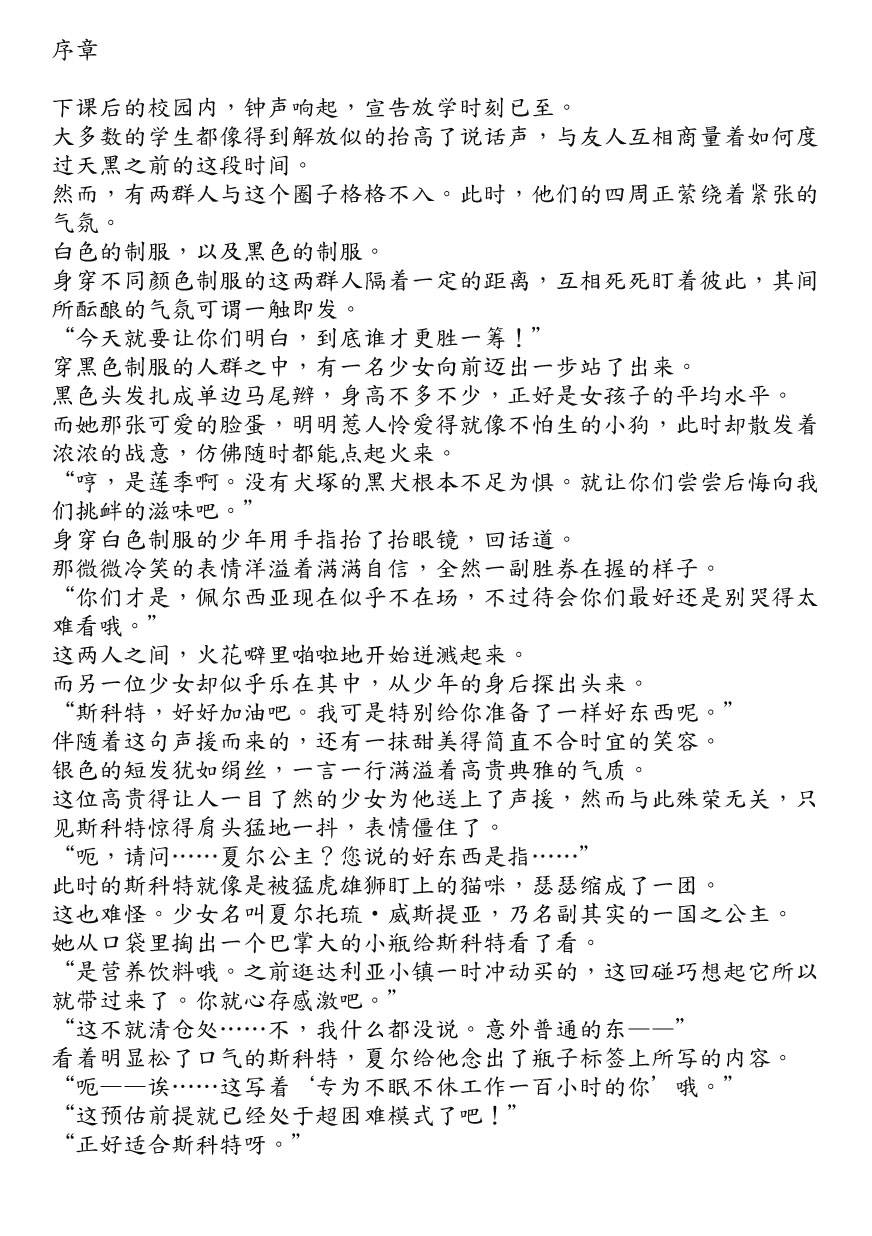 序章
下课后的校园内，钟声响起，宣告放学时刻已至。
大多数的学生都像得到解放似的抬高了说话声，与友人互相商量着如何度
过天黑之前的这段时间。
然而，有两群人与这个圈子格格不入。此时，他们的四周正萦绕着紧张的
气氛。
白色的制服，以及黑色的制服。
身穿不同颜色制服的这两群人隔着一定的距离，互相死死盯着彼此，其间
所酝酿的气氛可谓一触即发。
“今天就要让你们明白，到底谁才更胜一筹！”
穿黑色制服的人群之中，有一名少女向前迈出一步站了出来。
黑色头发扎成单边马尾辫，身高不多不少，正好是女孩子的平均水平。
而她那张可爱的脸蛋，明明惹人怜爱得就像不怕生的小狗，此时却散发着
浓浓的战意，仿佛随时都能点起火来。
“哼，是莲季啊。没有犬塚的黑犬根本不足为惧。就让你们尝尝后悔向我
们挑衅的滋味吧。”
身穿白色制服的少年用手指抬了抬眼镜，回话道。
那微微冷笑的表情洋溢着满满自信，全然一副胜券在握的样子。
“你们才是，佩尔西亚现在似乎不在场，不过待会你们最好还是别哭得太
难看哦。”
这两人之间，火花噼里啪啦地开始迸溅起来。
而另一位少女却似乎乐在其中，从少年的身后探出头来。
“斯科特，好好加油吧。我可是特别给你准备了一样好东西呢。”
伴随着这句声援而来的，还有一抹甜美得简直不合时宜的笑容。
银色的短发犹如绢丝，一言一行满溢着高贵典雅的气质。
这位高贵得让人一目了然的少女为他送上了声援，然而与此殊荣无关，只
见斯科特惊得肩头猛地一抖，表情僵住了。
“呃，请问……夏尔公主？您说的好东西是指……”
此时的斯科特就像是被猛虎雄狮盯上的猫咪，瑟瑟缩成了一团。
这也难怪。少女名叫夏尔托琉·威斯提亚，乃名副其实的一国之公主。
她从口袋里掏出一个巴掌大的小瓶给斯科特看了看。
“是营养饮料哦。之前逛达利亚小镇一时冲动买的，这回碰巧想起它所以
就带过来了。你就心存感激吧。”
“这不就清仓处……不，我什么都没说。意外普通的东——”
看着明显松了口气的斯科特，夏尔给他念出了瓶子标签上所写的内容。
“呃——诶……这写着‘专为不眠不休工作一百小时的你’哦。”
“这预估前提就已经处于超困难模式了吧！”
“正好适合斯科特呀。”